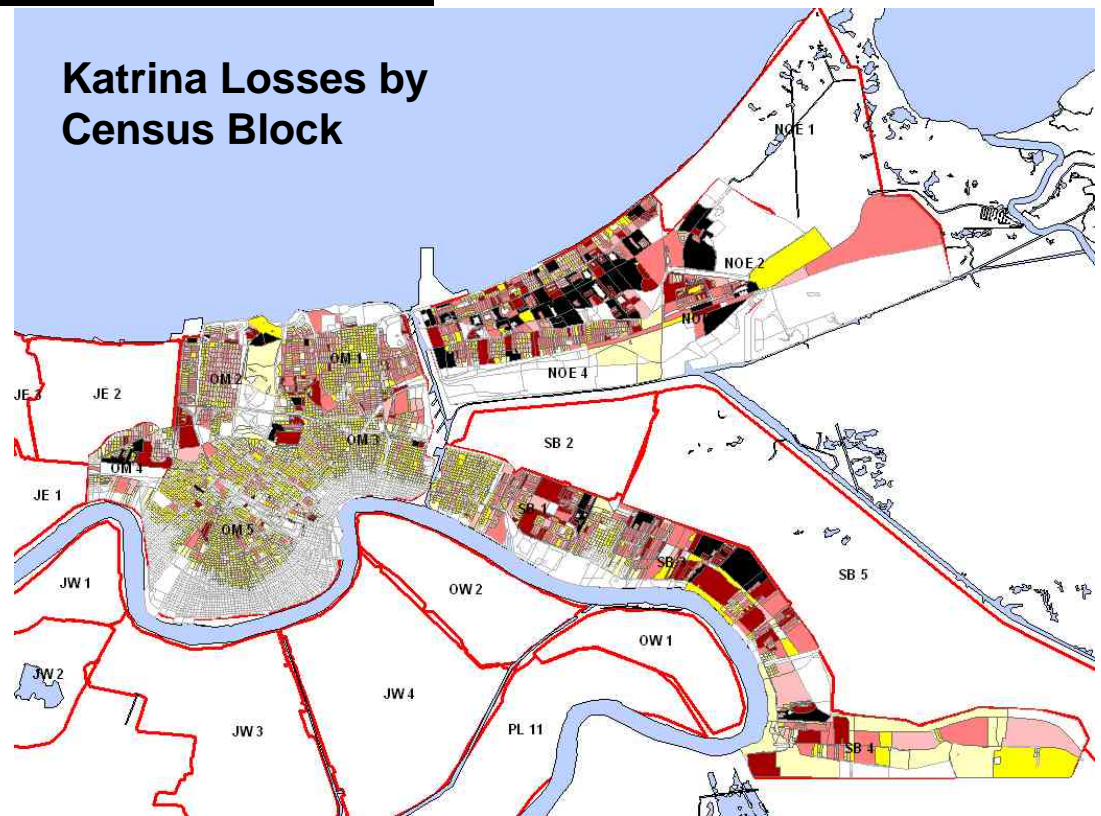 Katrina Losses by
Census Block
NOE 1
NOE 2
NOE 4
OM 1
OM 2
JE 3
JE 2
OM 3
SB 2
OM 4
JE 1
SB 1
OM 5
SB 3
SB 5
JW 1
OW 2
OW 1
JW 2
JW 4
JW 3
PL 11
SB 4